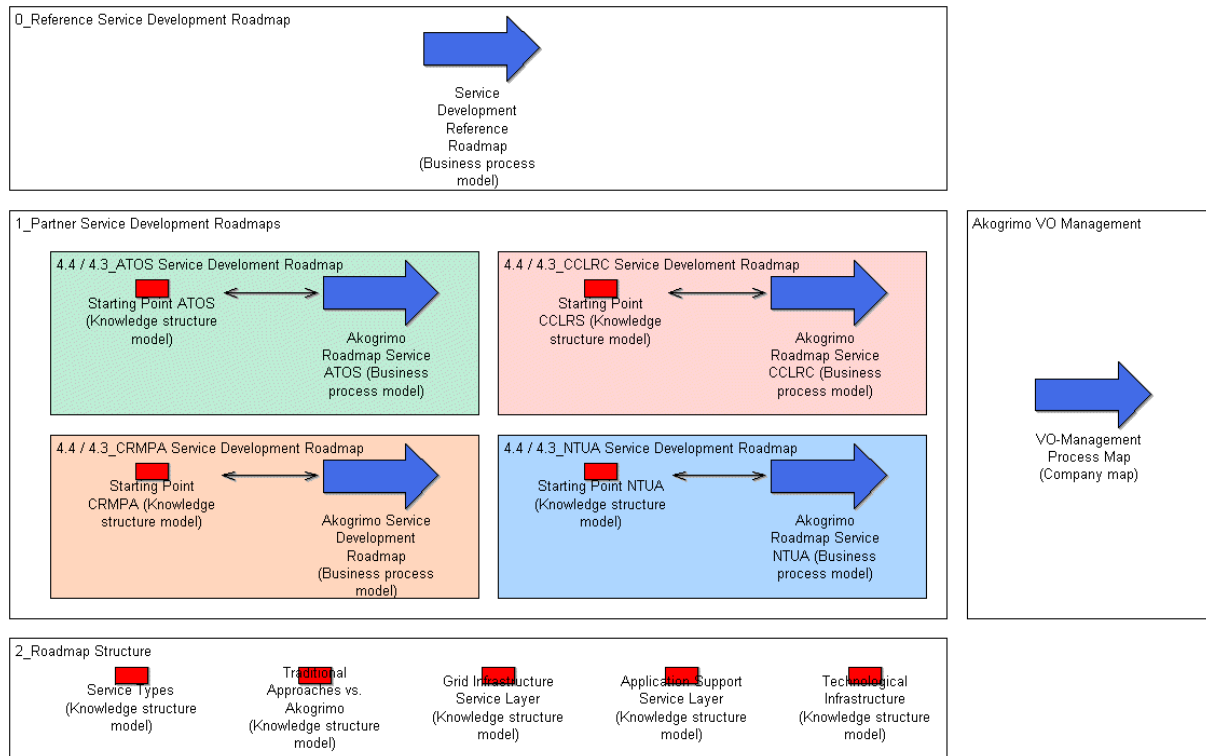 0_Reference Service Development Roadmap
Service
Development
Reference
Roadmap
(Business process
model)
1_Partner Service Development Roadmaps
4.4 / 4.3_ATOS Service Develoment Roadmap
Starting Point ATOS
(Knowledge structure
model)
Akogrimo
Roadmap Service
ATOS (Business
process model)
4.4 / 4.3_CCLRC Service Develoment Roadmap
Starting Point
CCLRS (Knowledge
structure model)
Akogrimo
Roadmap Service
CCLRC (Business
process model)
4.4 / 4.3_CRMPA Service Development Roadmap
Starting Point
CRMPA (Knowledge
structure model)
Akogrimo Service
Development
Roadmap
(Business process
model)
4.4 / 4.3_NTUA Service Development Roadmap
Starting Point NTUA
(Knowledge structure
model)
Akogrimo
Roadmap Service
NTUA (Business
process model)
Akogrimo VO Management
VO-Management
Process Map
(Company map)
2_Roadmap Structure
Service Types
(Knowledge structure
model)
Traditional
Approaches vs.
Akogrimo
(Knowledge structure
model)
Grid Infrastructure
Service Layer
(Knowledge structure
model)
Application Support
Service Layer
(Knowledge structure
model)
Technological
Infrastructure
(Knowledge structure
model)